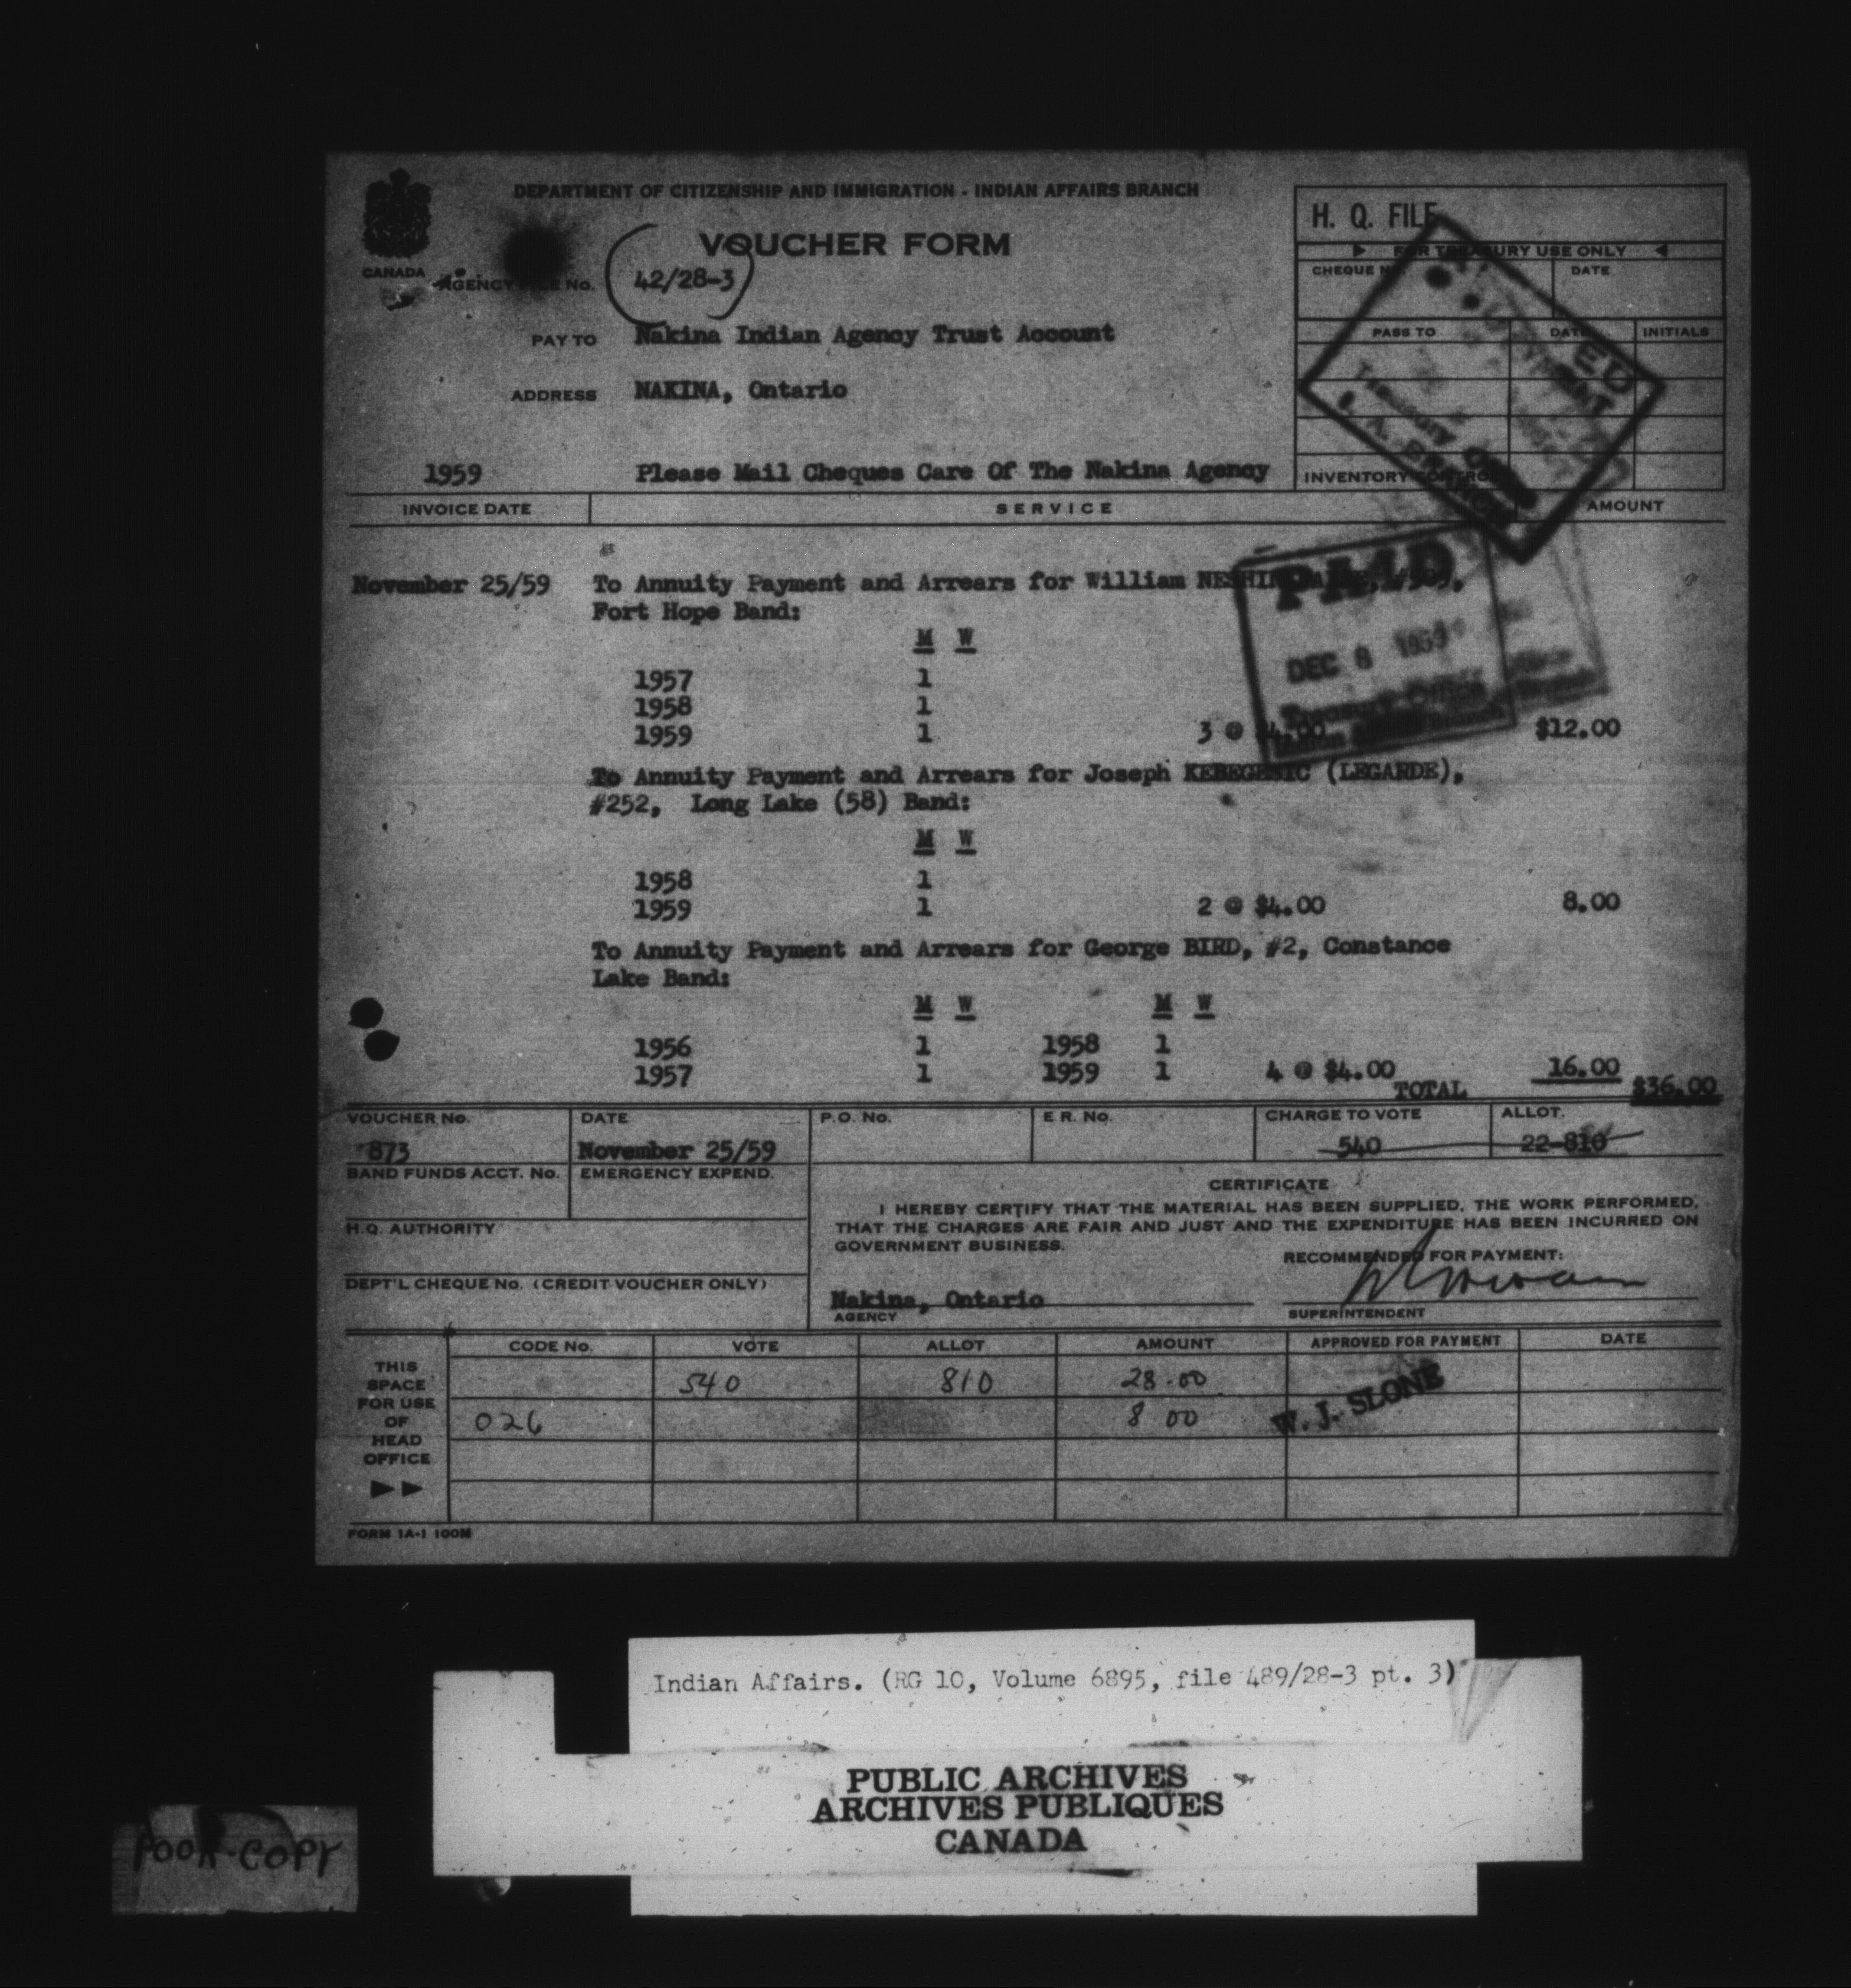 DEPARTMENT OF CITIZENSHIP AND IMMIGRATION - INDIAN AFFAIRS BRANCH
VOUCHER FORM
CANADA
AGENCY FILE No. 42/28-3
PAY TO Nakina Indian Agency Trust Account
ADDRESS NAKINA, Ontario
1959 Please Mail Cheques Care Of The Nakina Agency
H. Q. FILE
FOR TREASURY USE ONLY
CHEQUE DATE
PASS TO DATE INITIALS
INVENTORY CONTROL
INVOICE DATE SERVICE AMOUNT
November 25/59 To Annuity Payment and Arrears for William
Fort Hope Band:
M W
1957 1
1958 1
1959 1 3 @ $4.00 $12.00
PAID
DEC 8 1959
To Annuity Payment and Arrears for Joseph KEBEGESIC (LEGARDE),
#252, Long Lake (58) Band:
M W
1958 1
1959 1 2 @ $4.00 8.00
To Annuity Payment and Arrears for George BIRD, #2, Constance
Lake Band:
M W M W
1956 1 1958 1
1957 1 1959 1 4 @ $4.00 16.00
TOTAL $36.00
VOUCHER No. DATE P.O. No. E R. No. CHARGE TO VOTE ALLOT.
873 November 25/59 540 22-810
BAND FUNDS ACCT. No. EMERGENCY EXPEND.
H.Q. AUTHORITY
DEPT'L CHEQUE No. (CREDIT VOUCHER ONLY)
CERTIFICATE
I HEREBY CERTIFY THAT THE MATERIAL HAS BEEN SUPPLIED, THE WORK PERFORMED,
THAT THE CHARGES ARE FAIR AND JUST AND THE EXPENDITURE HAS BEEN INCURRED ON
GOVERNMENT BUSINESS.
RECOMMENDED FOR PAYMENT:
Nakina, Ontario
AGENCY SUPERINTENDENT
CODE No. VOTE ALLOT AMOUNT APPROVED FOR PAYMENT DATE
THIS SPACE FOR USE OF HEAD OFFICE
540 810 28.00
026 8 00
W. J. SLONE
FORM 1A-1 100M
Indian Affairs. (RG 10, Volume 6895, file 489/28-3 pt. 3)
PUBLIC ARCHIVES
ARCHIVES PUBLIQUES
CANADA
POOR COPY